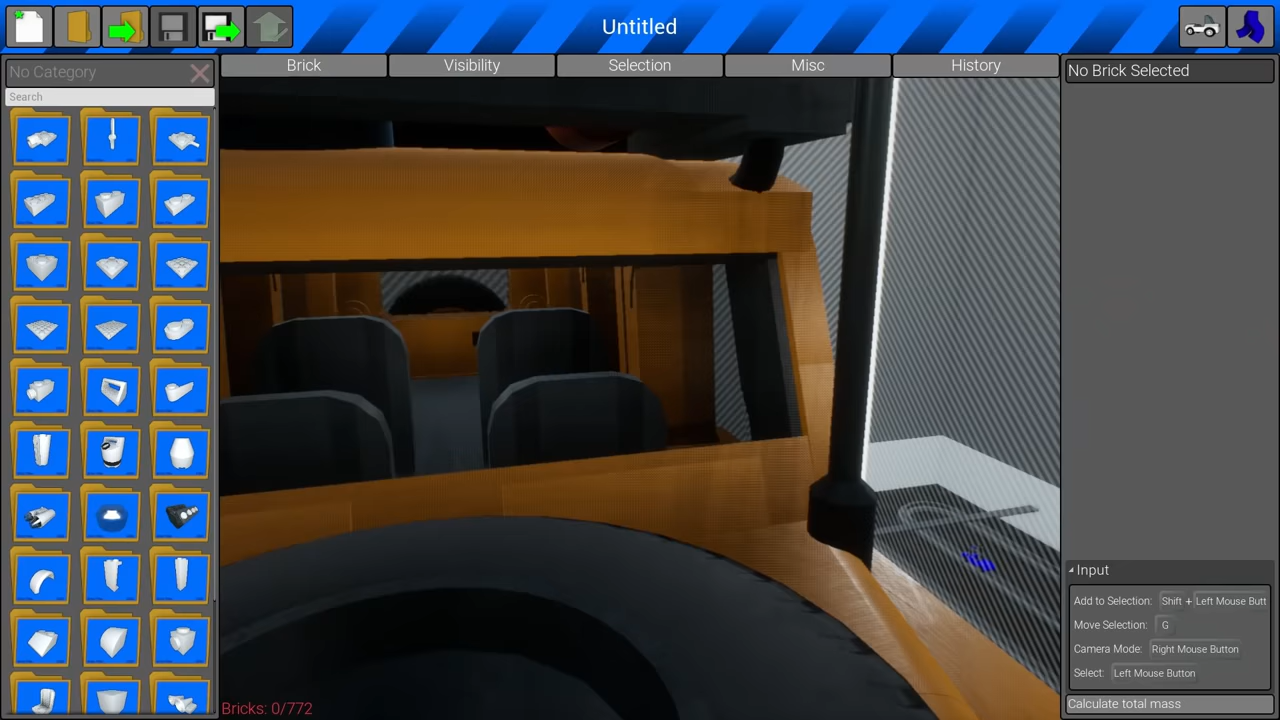 Untitled
No Category
Search
Brick
Visibility
Selection
Misc
History
No Brick Selected
Input
Add to Selection: Shift + Left Mouse Butt
Move Selection: G
Camera Mode: Right Mouse Button
Select: Left Mouse Button
Calculate total mass
Bricks: 0/772